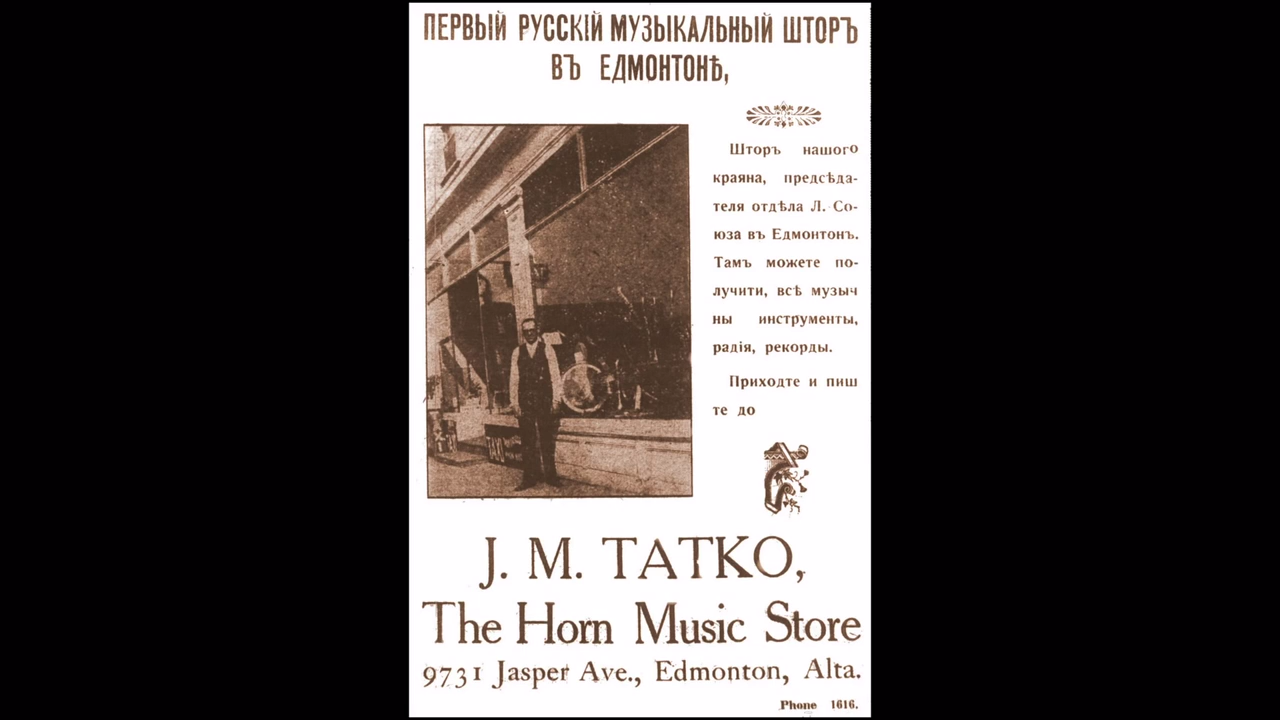 ПЕРВЫЙ РУССКІЙ МУЗЫКАЛЬНЫЙ ШТОРЪ
ВЪ ЕДМОНТОНѢ,
Шторъ нашого
краяна, предсѣда-
теля отдѣла Л. Со-
юза въ Едмонтонъ.
Тамъ можете по-
лучити, всѣ музыч
ны инструменты,
радія, рекорды.
Приходте и пиш
те до
J. M. TATKO,
The Horn Music Store
9731 Jasper Ave., Edmonton, Alta.
Phone 1616.